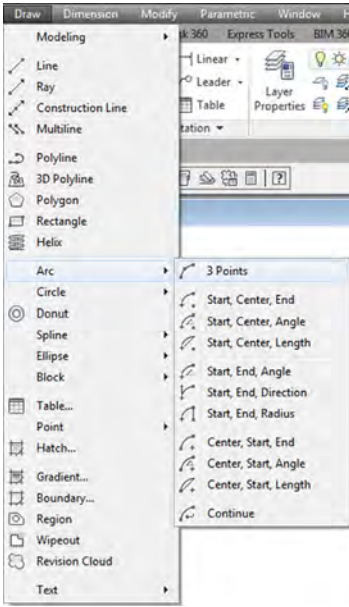 Draw Dimension Modify Parametric Window
360 Express Tools BIM 36
Linear
Leader
Table
Layer
Properties
Modeling
Line
Ray
Construction Line
Multiline
Polyline
3D Polyline
Polygon
Rectangle
Helix
Arc
Circle
Donut
Spline
Ellipse
Block
Table...
Point
Hatch...
Gradient...
Boundary...
Region
Wipeout
Revision Cloud
Text
3 Points
Start, Center, End
Start, Center, Angle
Start, Center, Length
Start, End, Angle
Start, End, Direction
Start, End, Radius
Center, Start, End
Center, Start, Angle
Center, Start, Length
Continue